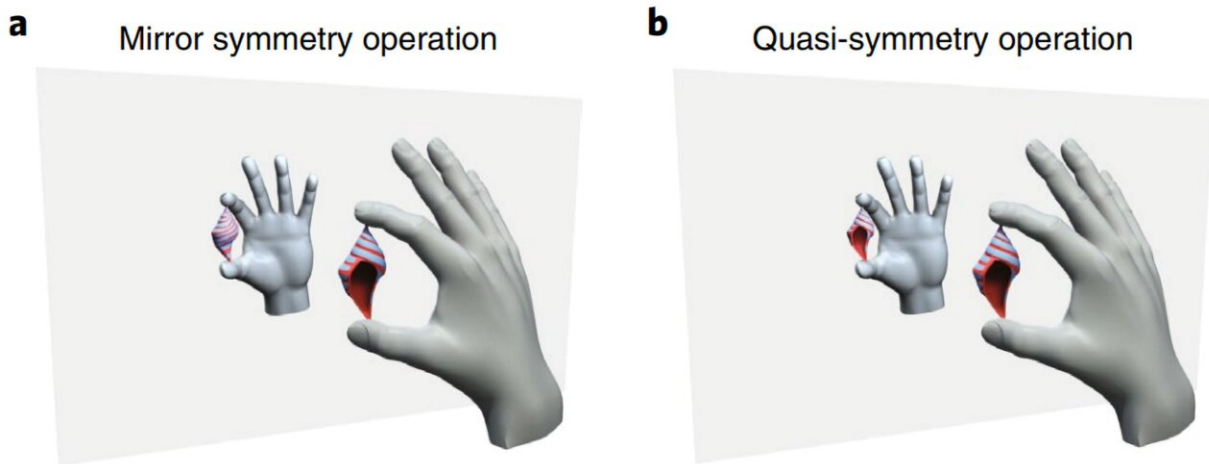 a
Mirror symmetry operation
b
Quasi-symmetry operation